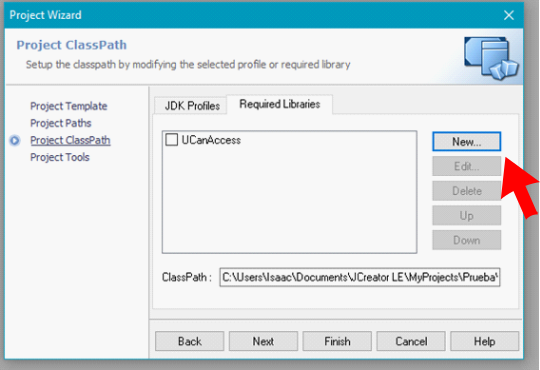 Project Wizard
Project ClassPath
Setup the classpath by modifying the selected profile or required library
Project Template
Project Paths
Project ClassPath
Project Tools
JDK Profiles
Required Libraries
UCanAccess
New...
Edit...
Delete
Up
Down
ClassPath :
C:\Users\Isaac\Documents\JCreator LE\MyProjects\Prueba\
Back
Next
Finish
Cancel
Help